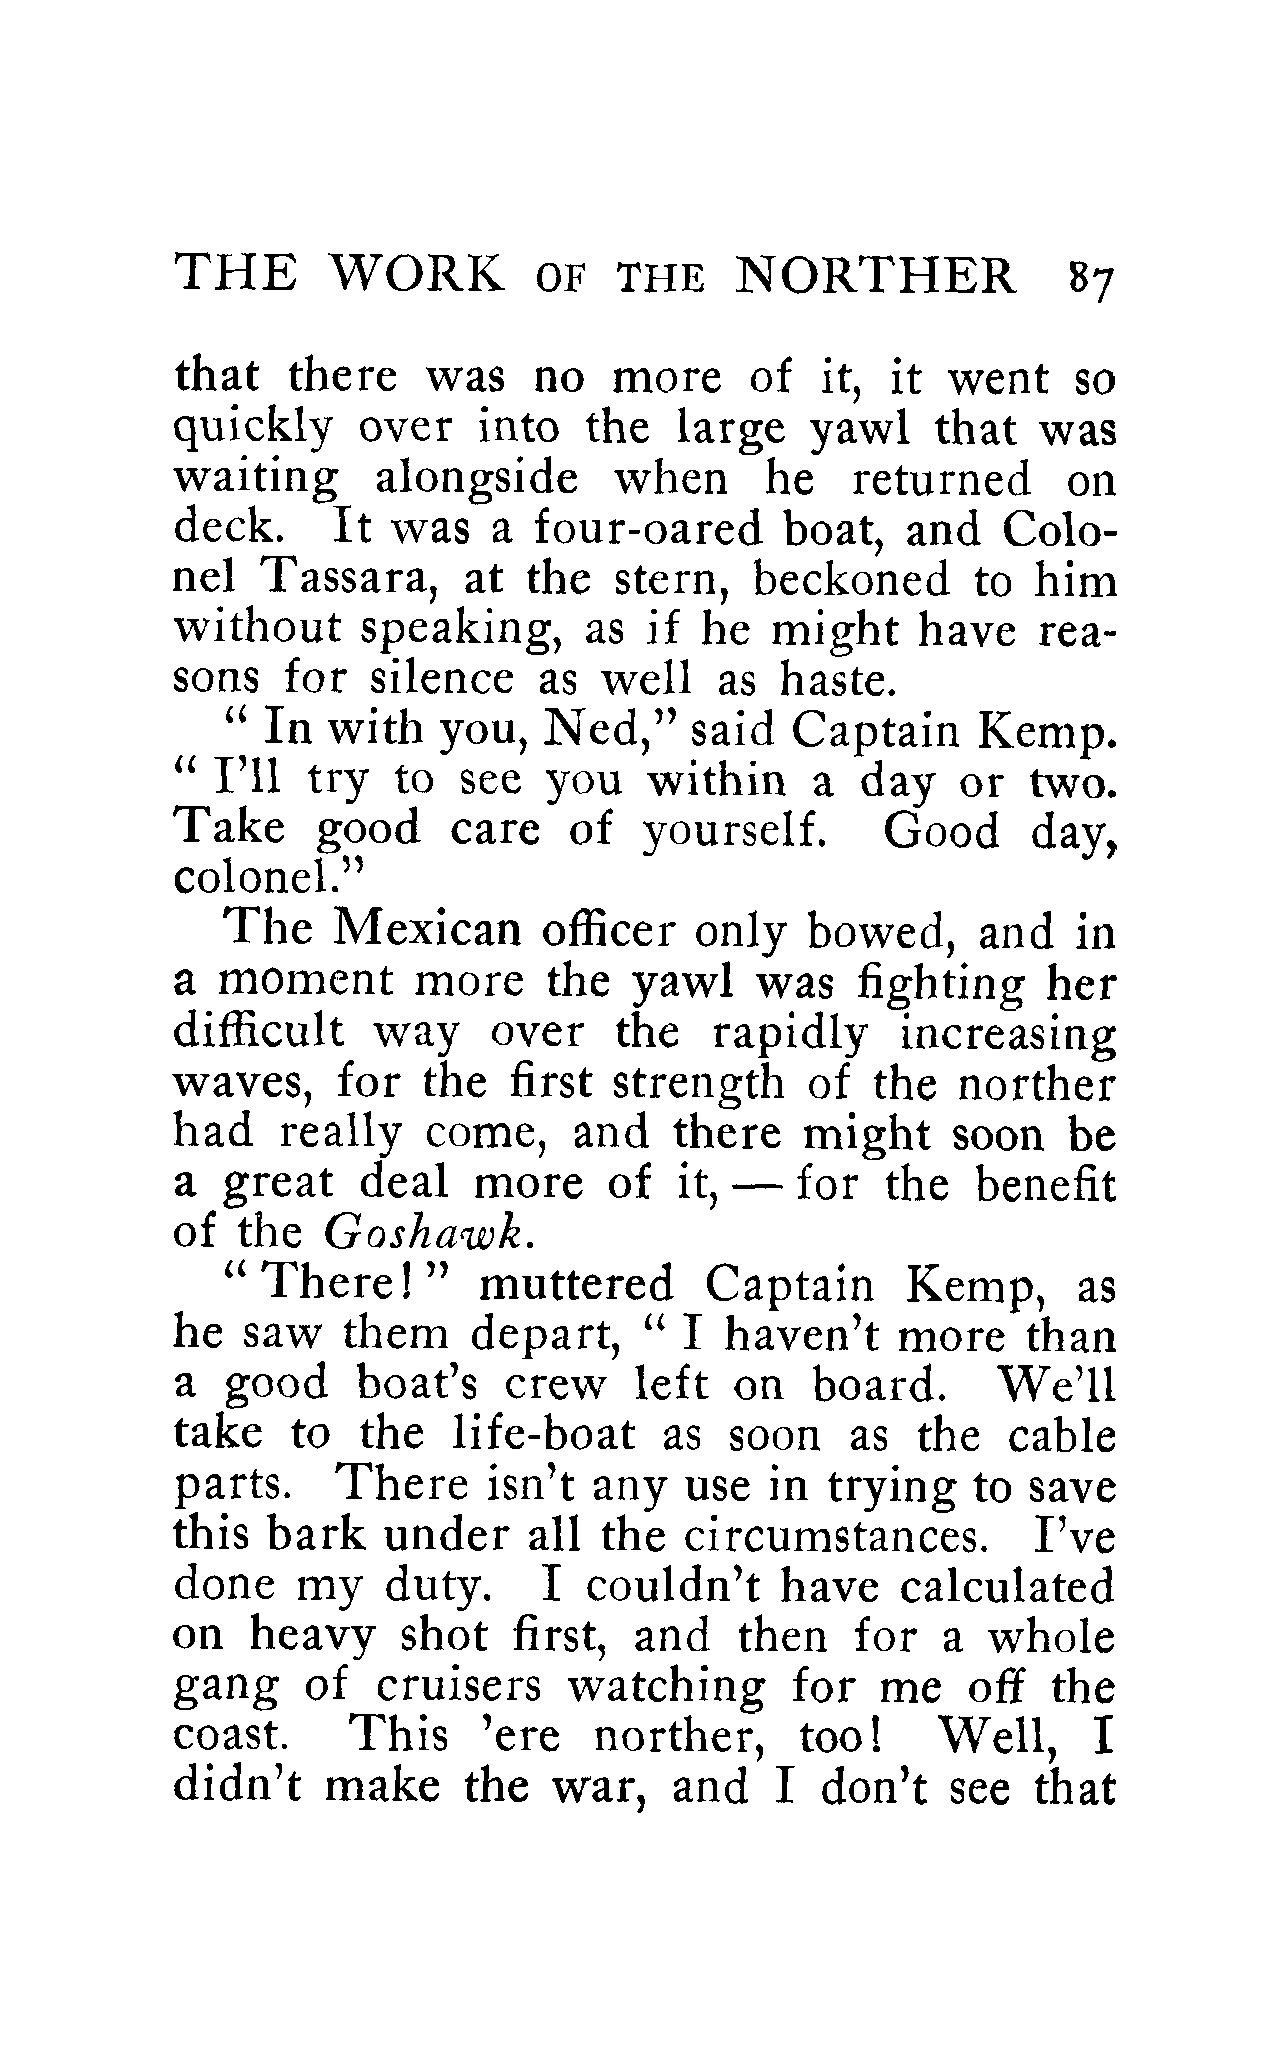 THE WORK OF THE NORTHER 87
that there was no more of it, it went so
quickly over into the large yawl that was
waiting alongside when he returned on
deck. It was a four-oared boat, and Colo-
nel Tassara, at the stern, beckoned to him
without speaking, as if he might have rea-
sons for silence as well as haste.
" In with you, Ned," said Captain Kemp.
" I'll try to see you within a day or two.
Take good care of yourself. Good day,
colonel."
The Mexican officer only bowed, and in
a moment more the yawl was fighting her
difficult way over the rapidly increasing
waves, for the first strength of the norther
had really come, and there might soon be
a great deal more of it, — for the benefit
of the Goshawk.
" There! " muttered Captain Kemp, as
he saw them depart, " I haven't more than
a good boat's crew left on board. We'll
take to the life-boat as soon as the cable
parts. There isn't any use in trying to save
this bark under all the circumstances. I've
done my duty. I couldn't have calculated
on heavy shot first, and then for a whole
gang of cruisers watching for me off the
coast. This 'ere norther, too! Well, I
didn't make the war, and I don't see that